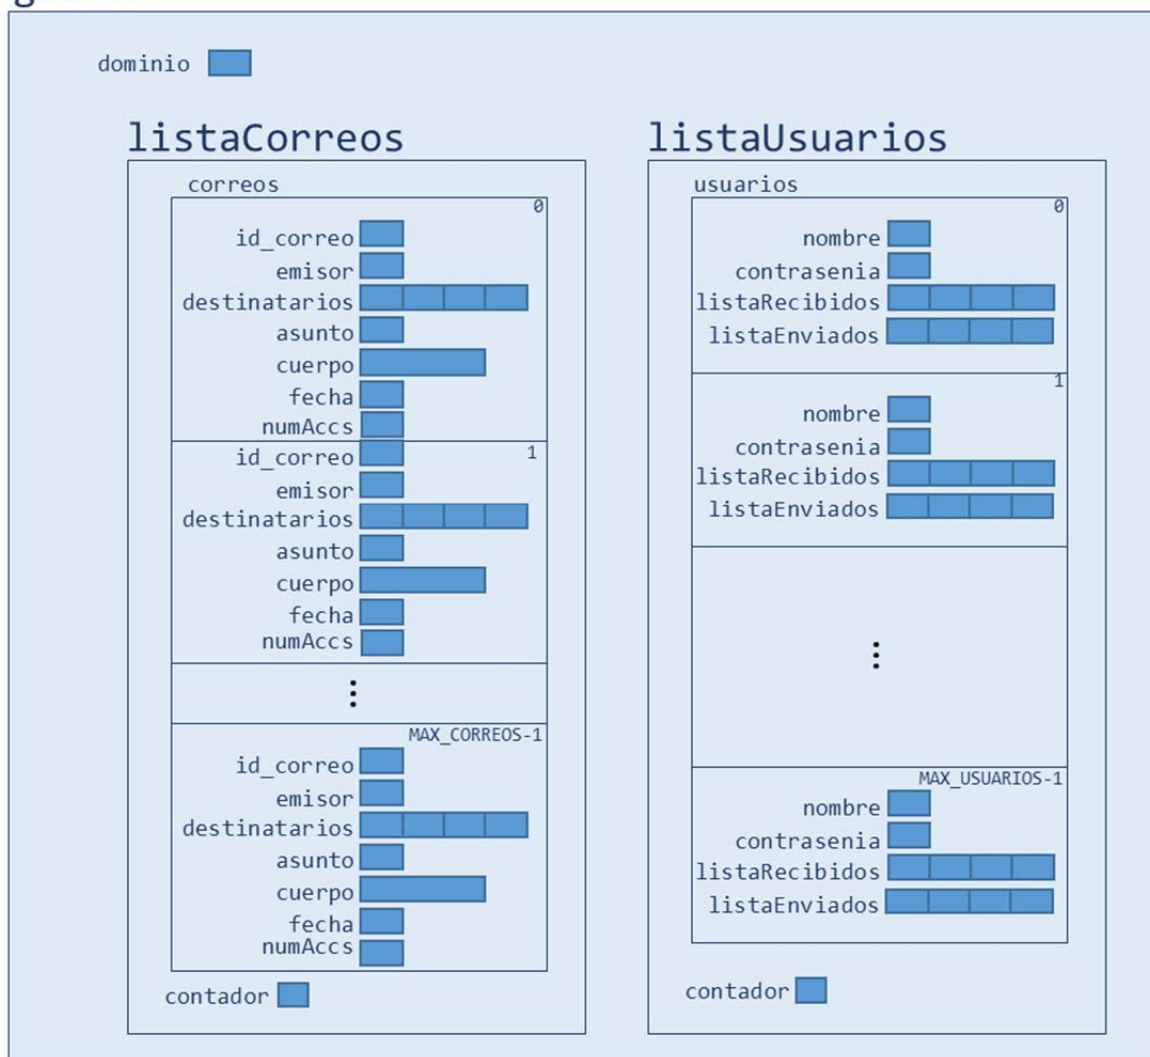 dominio
listaCorreos
correos
0
id_correo
emisor
destinatarios
asunto
cuerpo
fecha
numAccs
id_correo
1
emisor
destinatarios
asunto
cuerpo
fecha
numAccs
⋮
MAX_CORREOS-1
id_correo
emisor
destinatarios
asunto
cuerpo
fecha
numAccs
contador
listaUsuarios
usuarios
0
nombre
contrasenia
listaRecibidos
listaEnviados
1
nombre
contrasenia
listaRecibidos
listaEnviados
⋮
MAX_USUARIOS-1
nombre
contrasenia
listaRecibidos
listaEnviados
contador